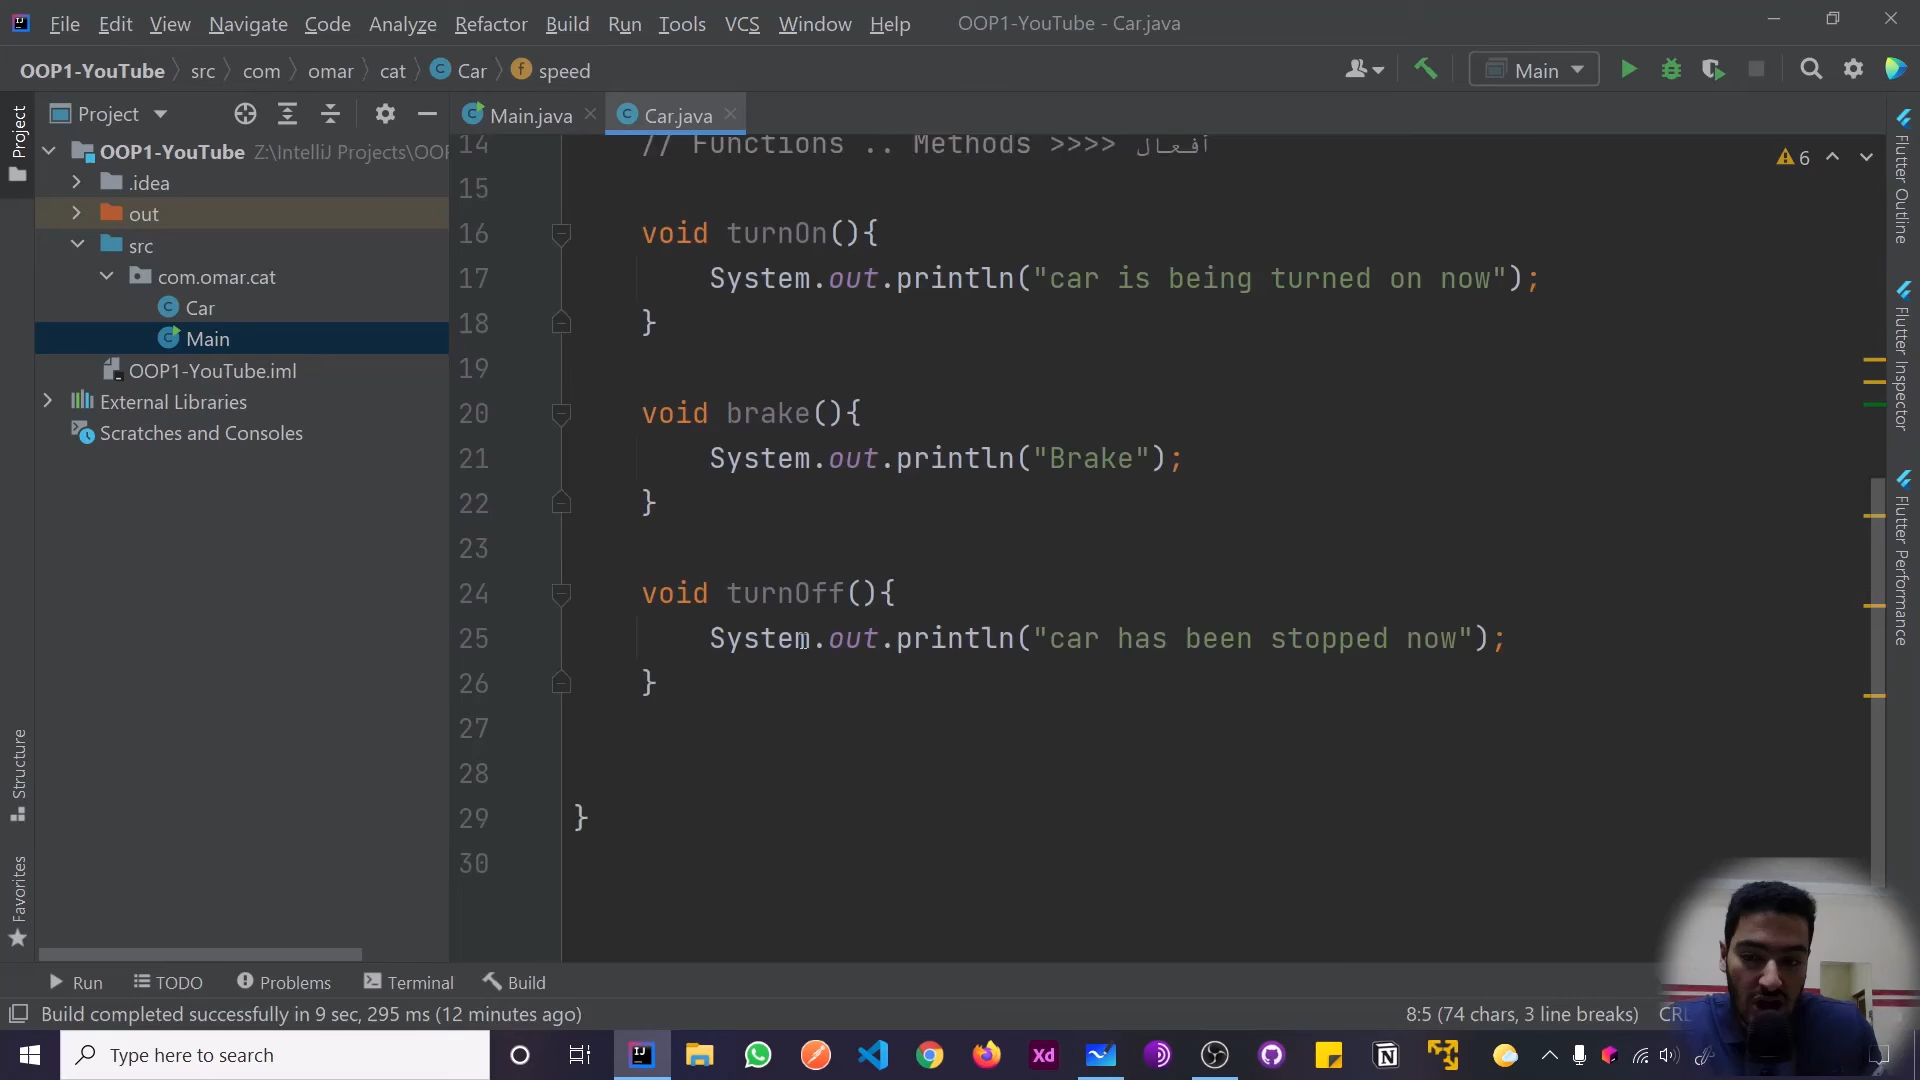 File Edit View Navigate Code Analyze Refactor Build Run Tools VCS Window Help OOP1-YouTube - Car.java
OOP1-YouTube src com omar cat Car speed Main
Project Main.java Car.java
OOP1-YouTube Z:\IntelliJ Projects\OOP
.idea
out
src
com.omar.cat
Car
Main
OOP1-YouTube.iml
External Libraries
Scratches and Consoles
Project
Structure
Favorites
6
14 // Functions .. Methods >>>> أفعال
15
16 void turnOn(){
17 System.out.println("car is being turned on now");
18 }
19
20 void brake(){
21 System.out.println("Brake");
22 }
23
24 void turnOff(){
25 System.out.println("car has been stopped now");
26 }
27
28
29 }
30
Flutter Outline
Flutter Inspector
Flutter Performance
Run TODO Problems Terminal Build
Build completed successfully in 9 sec, 295 ms (12 minutes ago) 8:5 (74 chars, 3 line breaks)
Type here to search